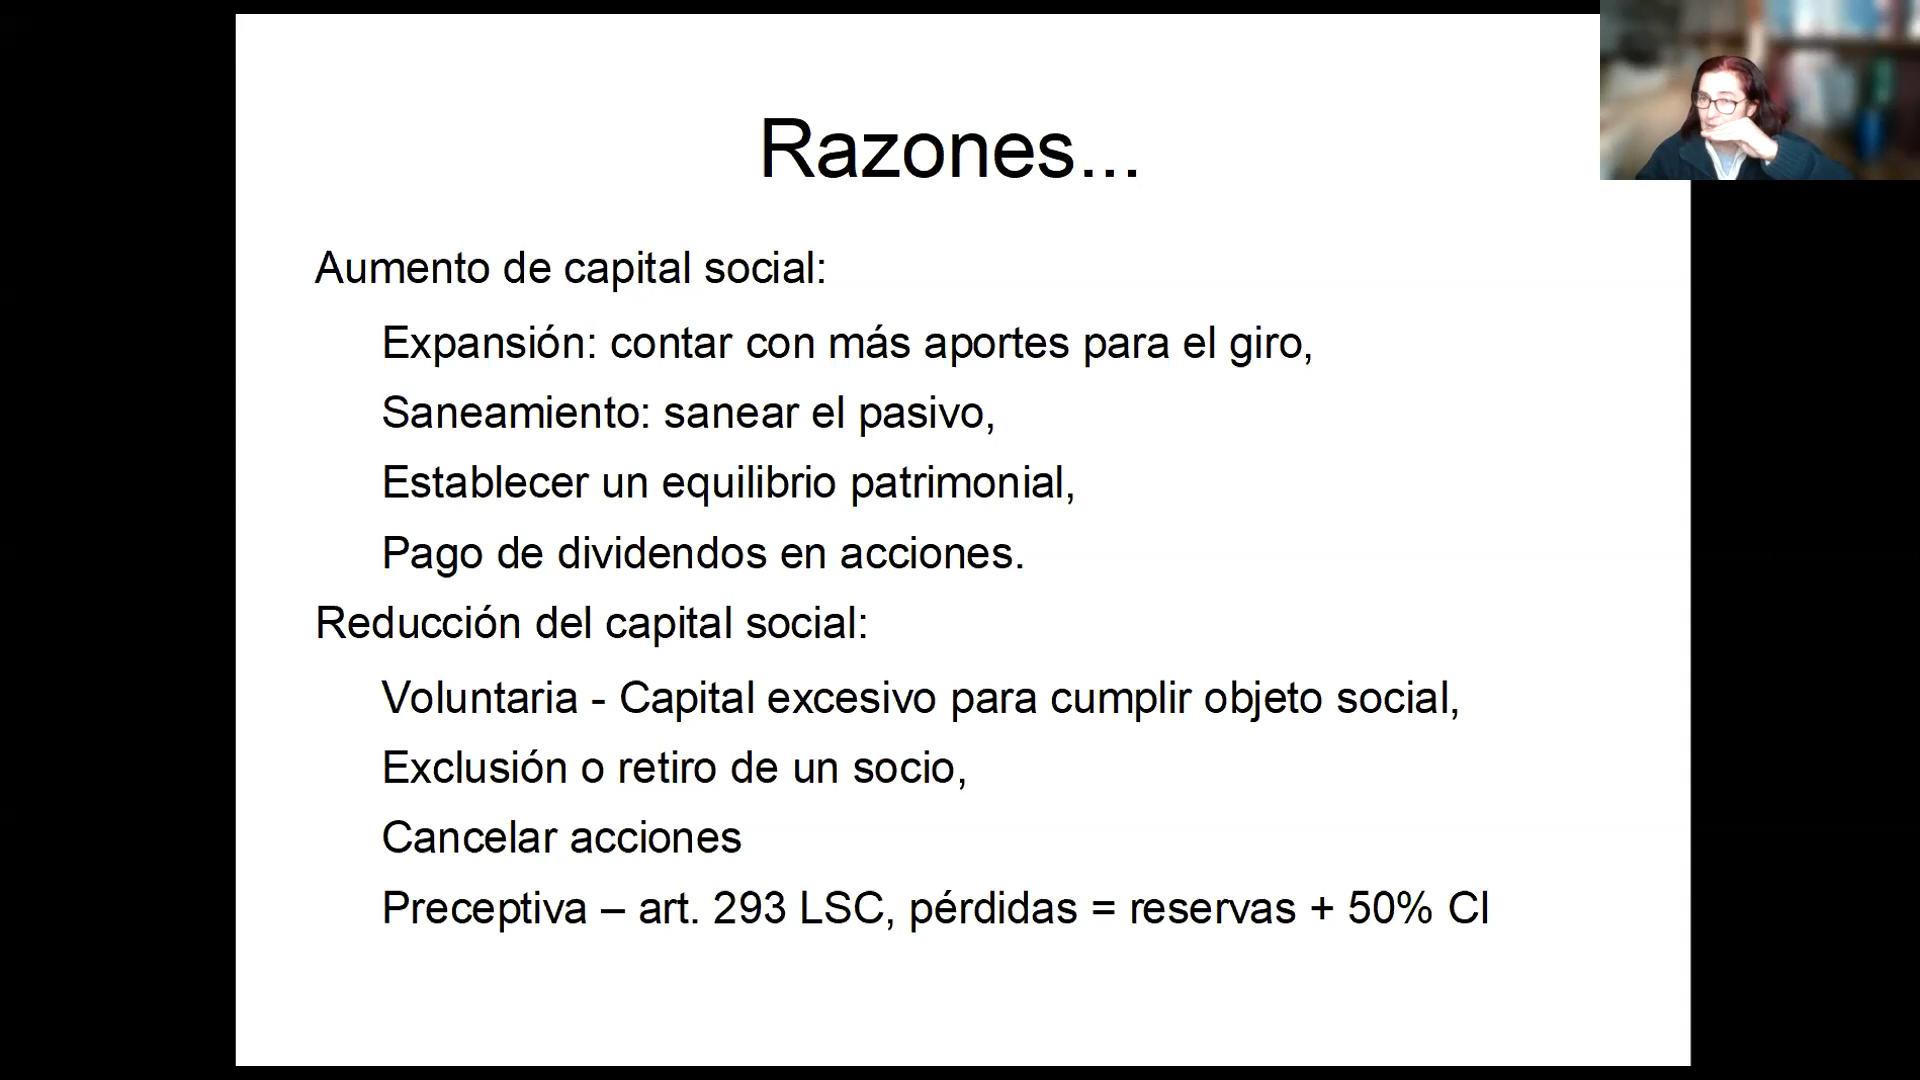 Razones...
Aumento de capital social:
Expansión: contar con más aportes para el giro,
Saneamiento: sanear el pasivo,
Establecer un equilibrio patrimonial,
Pago de dividendos en acciones.
Reducción del capital social:
Voluntaria - Capital excesivo para cumplir objeto social,
Exclusión o retiro de un socio,
Cancelar acciones
Preceptiva – art. 293 LSC, pérdidas = reservas + 50% CI